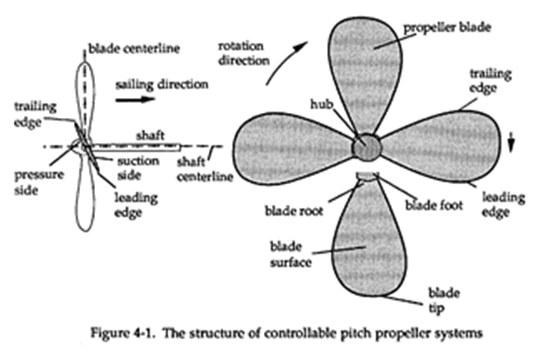 blade centerline
sailing direction
trailing
edge
shaft
pressure
side
suction
side
shaft
centerline
leading
edge
rotation
direction
propeller blade
hub
trailing
edge
leading
edge
blade root
blade foot
blade
surface
blade
tip
Figure 4-1. The structure of controllable pitch propeller systems